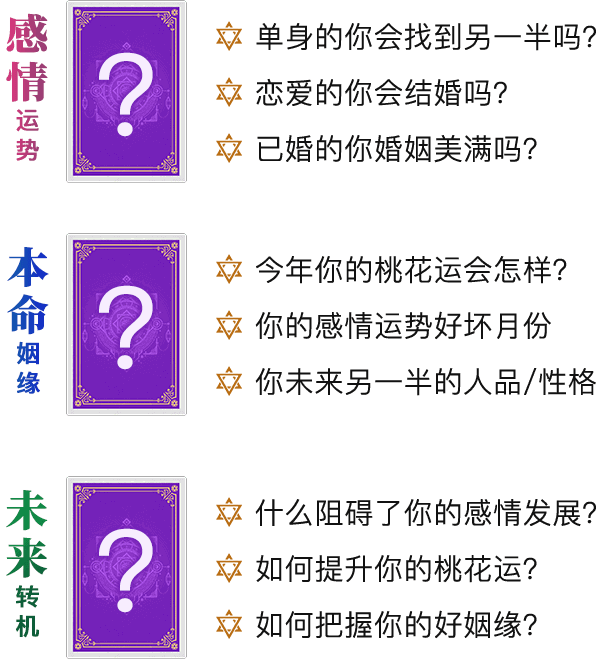 感情运势
?
单身的你会找到另一半吗?
恋爱的你会结婚吗?
已婚的你婚姻美满吗?
本命姻缘
?
今年你的桃花运会怎样?
你的感情运势好坏月份
你未来另一半的人品/性格
未来转机
?
什么阻碍了你的感情发展?
如何提升你的桃花运?
如何把握你的好姻缘?